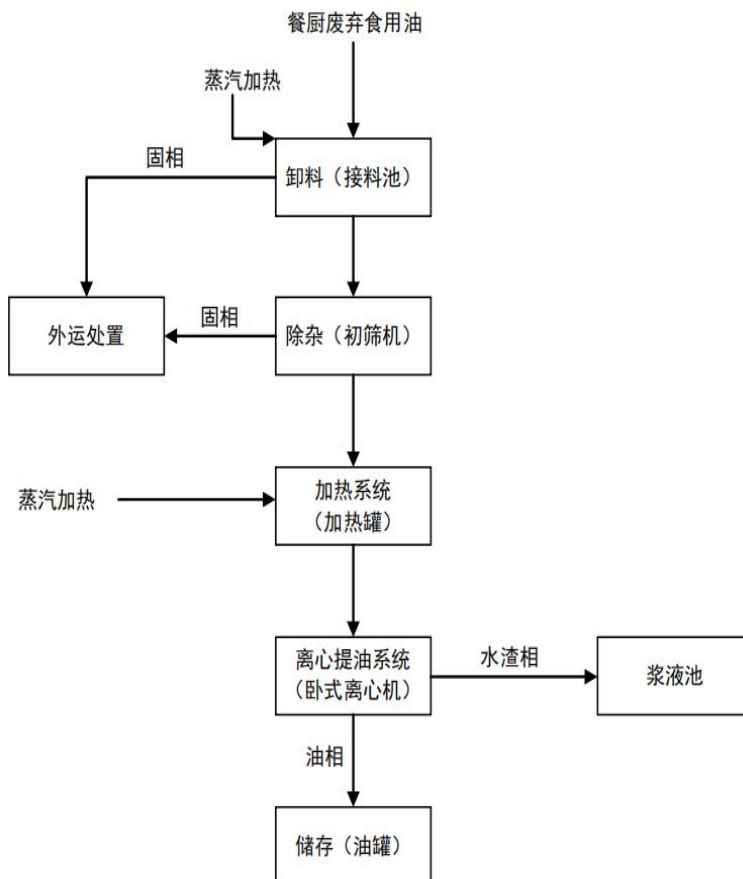 餐厨废弃食用油
蒸汽加热
固相
卸料（接料池）
外运处置
固相
除杂（初筛机）
蒸汽加热
加热系统
（加热罐）
离心提油系统
（卧式离心机）
水渣相
浆液池
油相
储存（油罐）